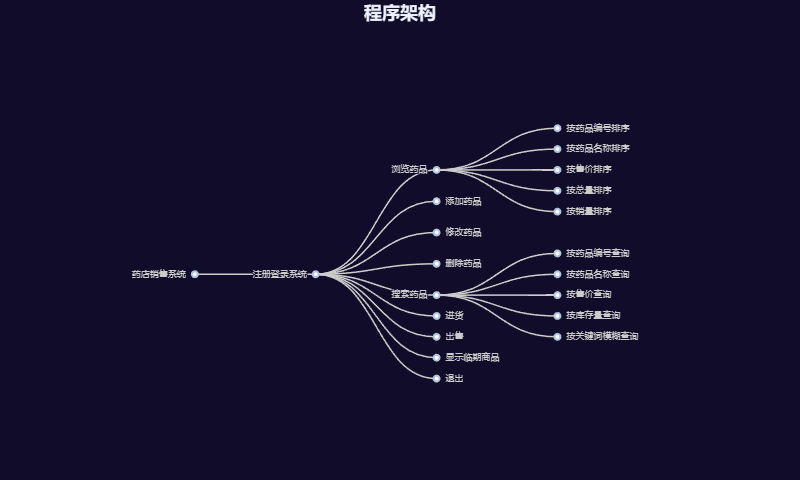 程序架构
药店销售系统
注册登录系统
浏览药品
按药品编号排序
按药品名称排序
按售价排序
按总量排序
按销量排序
添加药品
修改药品
删除药品
搜索药品
按药品编号查询
按药品名称查询
按售价查询
按库存量查询
按关键词模糊查询
进货
出售
显示临期商品
退出